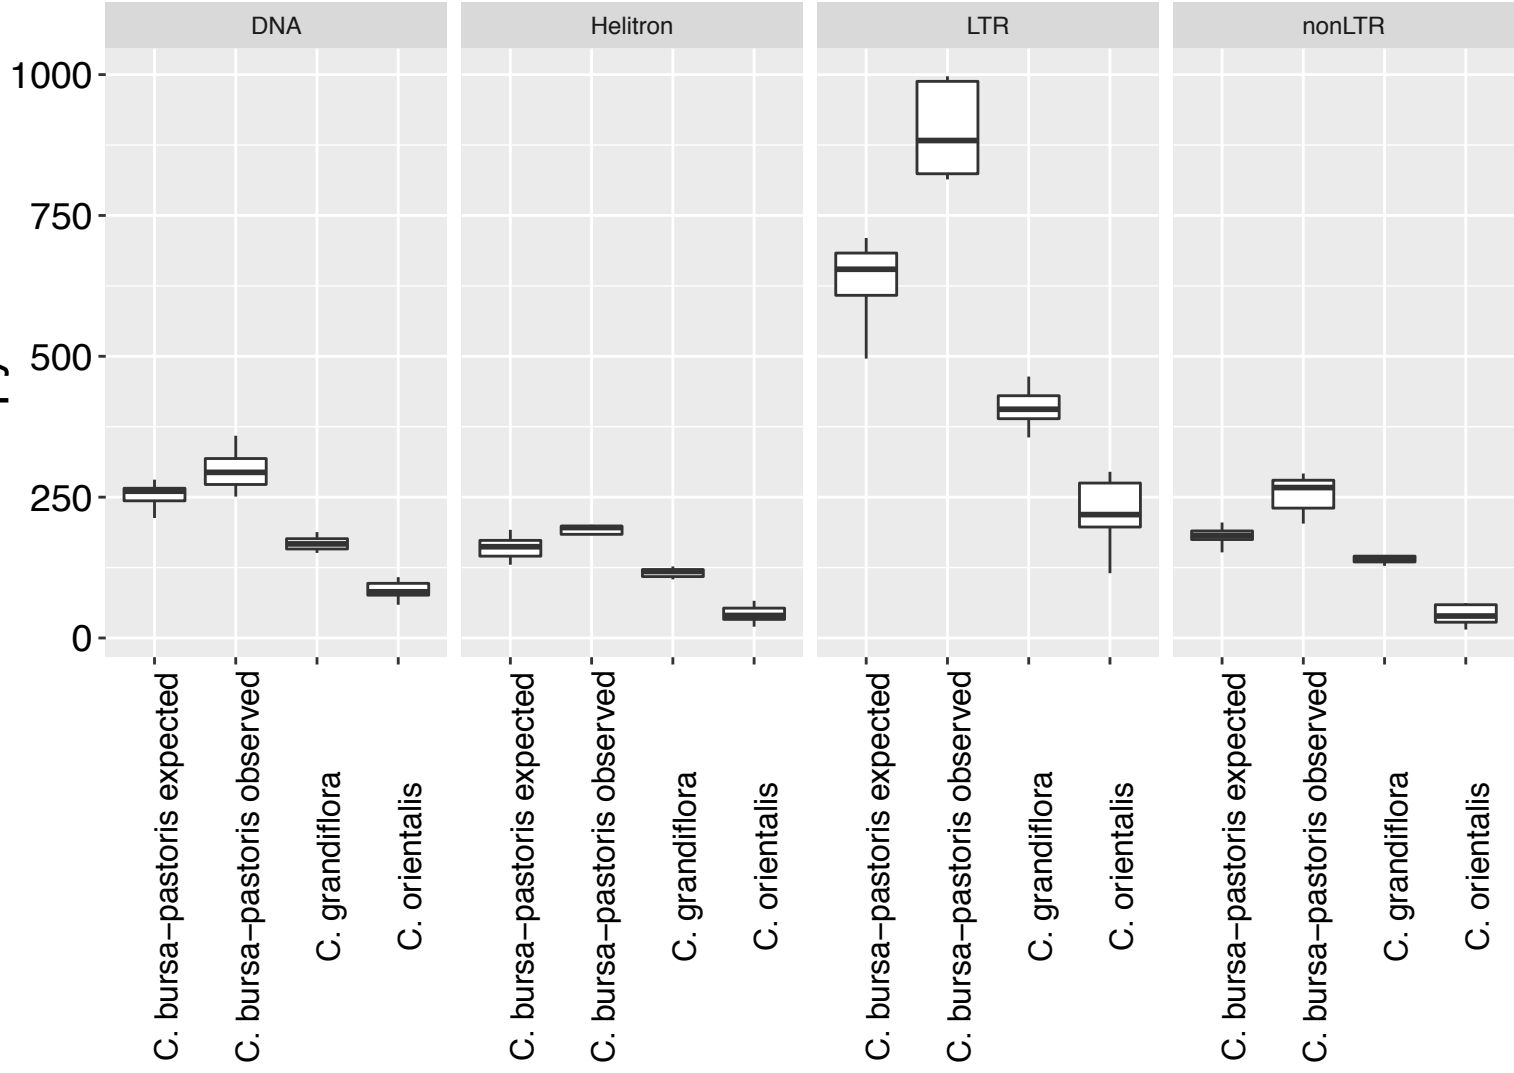 DNA
Helitron
LTR
nonLTR
1000
750
500
250
0
C. bursa−pastoris expected
C. bursa−pastoris observed
C. grandiflora
C. orientalis
C. bursa−pastoris expected
C. bursa−pastoris observed
C. grandiflora
C. orientalis
C. bursa−pastoris expected
C. bursa−pastoris observed
C. grandiflora
C. orientalis
C. bursa−pastoris expected
C. bursa−pastoris observed
C. grandiflora
C. orientalis